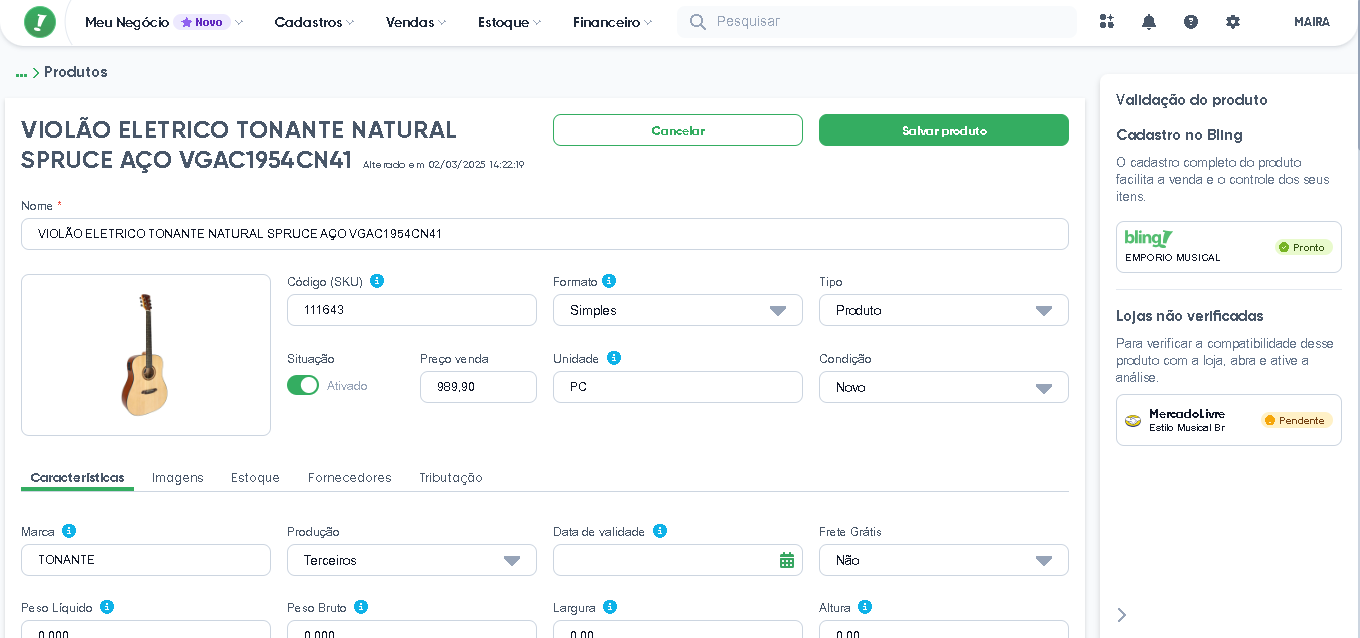 Meu Negócio Novo Cadastros Vendas Estoque Financeiro Pesquisar MAIRA
... > Produtos
VIOLÃO ELETRICO TONANTE NATURAL
SPRUCE AÇO VGAC1954CN41 Alterado em 02/03/2025 14:22:19
Cancelar
Salvar produto
Nome *
VIOLÃO ELETRICO TONANTE NATURAL SPRUCE AÇO VGAC1954CN41
Código (SKU) Formato Tipo
111643 Simples Produto
Situação Preço venda Unidade Condição
Ativado 989,90 PC Novo
Características Imagens Estoque Fornecedores Tributação
Marca Produção Data de validade Frete Grátis
TONANTE Terceiros Não
Peso Líquido Peso Bruto Largura Altura
0,000 0,000 0,00 0,00
Validação do produto
Cadastro no Bling
O cadastro completo do produto
facilita a venda e o controle dos seus
itens.
bling!
EMPORIO MUSICAL
Pronto
Lojas não verificadas
Para verificar a compatibilidade desse
produto com a loja, abra e ative a
análise.
MercadoLivre
Estilo Musical Br
Pendente